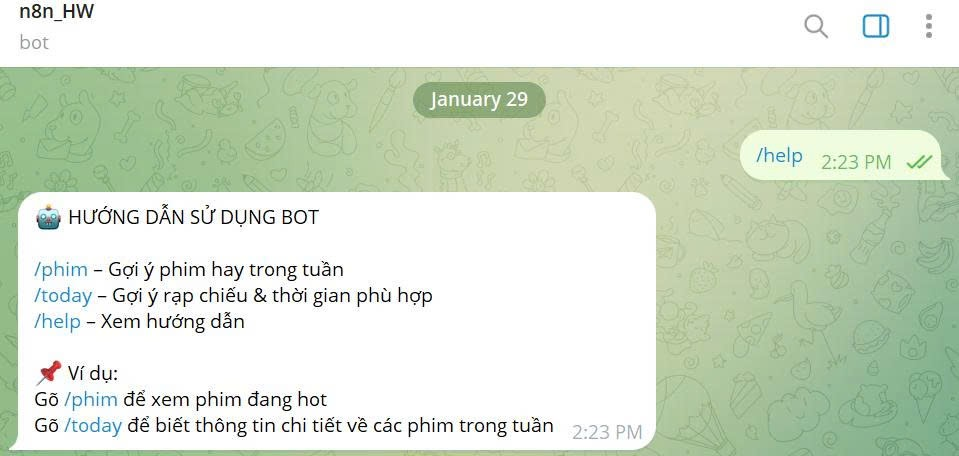 n8n_HW
bot
January 29
/help 2:23 PM
HƯỚNG DẪN SỬ DỤNG BOT
/phim – Gợi ý phim hay trong tuần
/today – Gợi ý rạp chiếu & thời gian phù hợp
/help – Xem hướng dẫn
Ví dụ:
Gõ /phim để xem phim đang hot
Gõ /today để biết thông tin chi tiết về các phim trong tuần 2:23 PM